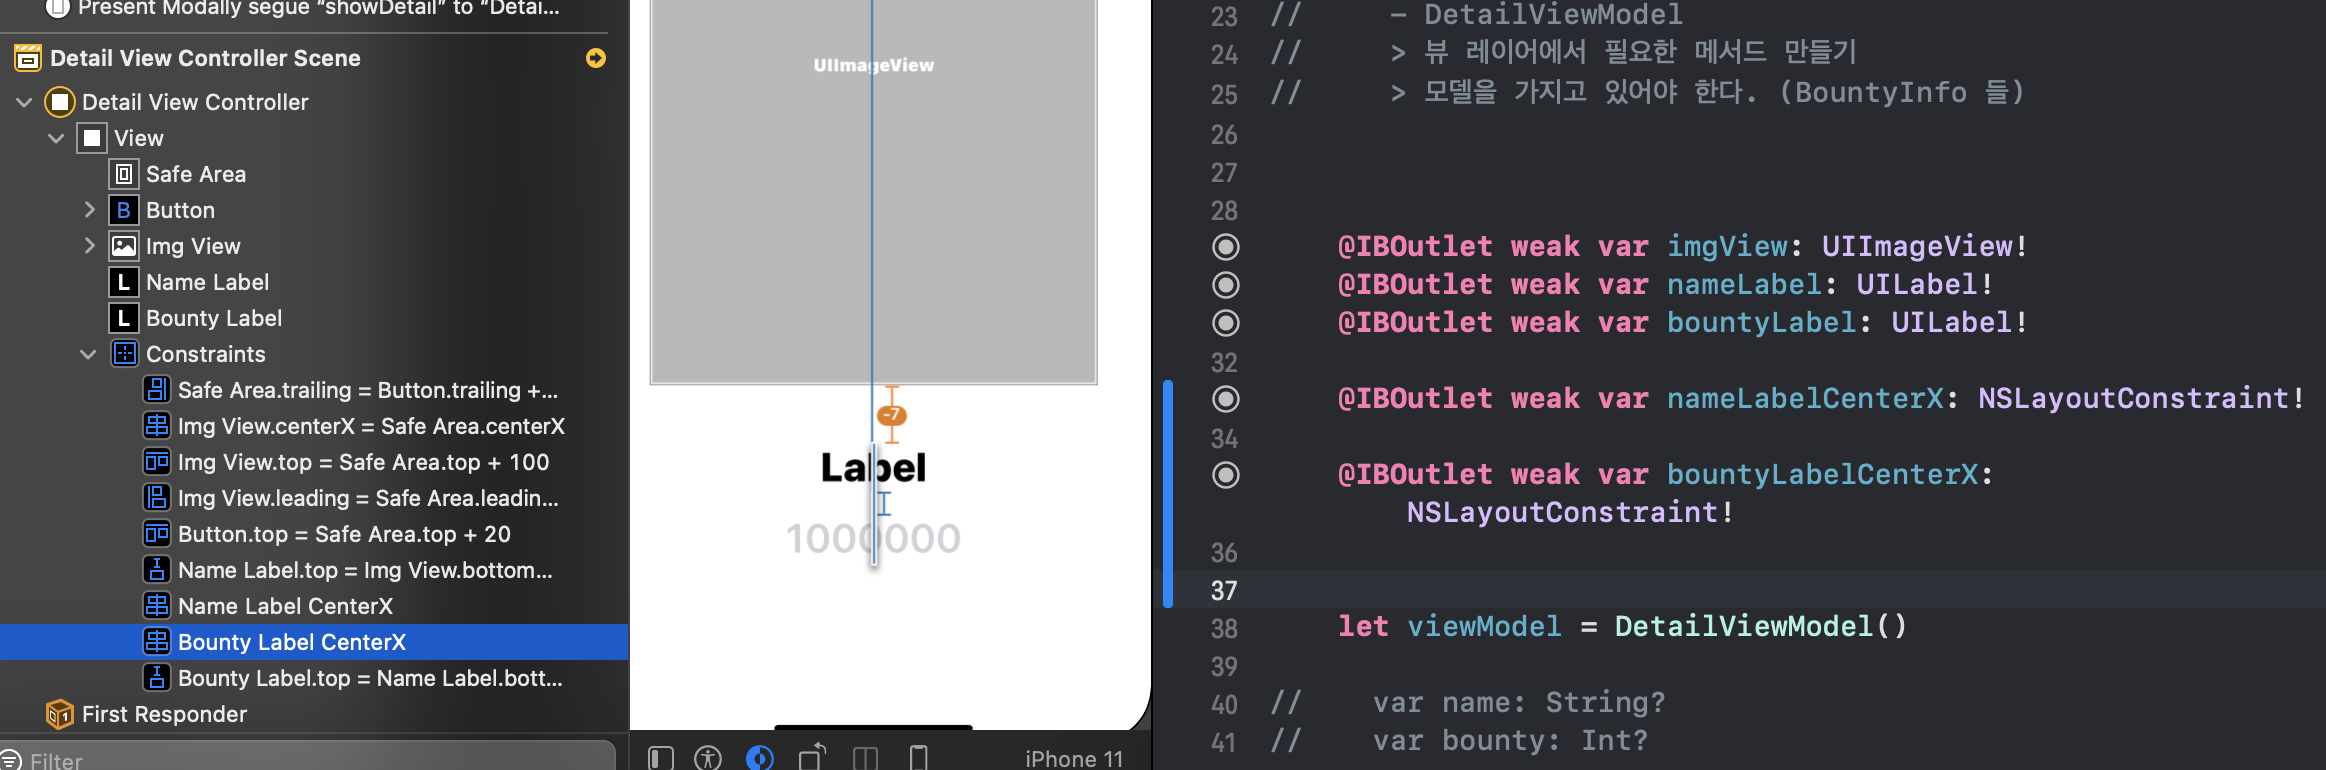 Present Modally segue “showDetail” to “Detai...
Detail View Controller Scene
Detail View Controller
View
Safe Area
B Button
Img View
L Name Label
L Bounty Label
Constraints
Safe Area.trailing = Button.trailing +...
Img View.centerX = Safe Area.centerX
Img View.top = Safe Area.top + 100
Img View.leading = Safe Area.leadin...
Button.top = Safe Area.top + 20
Name Label.top = Img View.bottom...
Name Label CenterX
Bounty Label CenterX
Bounty Label.top = Name Label.bott...
1 First Responder
Filter
UIImageView
-7
Label
1000000
iPhone 11
23 //     - DetailViewModel
24 //     > 뷰 레이어에서 필요한 메서드 만들기
25 //     > 모델을 가지고 있어야 한다. (BountyInfo 들)
26
27
28
@IBOutlet weak var imgView: UIImageView!
@IBOutlet weak var nameLabel: UILabel!
@IBOutlet weak var bountyLabel: UILabel!
32
@IBOutlet weak var nameLabelCenterX: NSLayoutConstraint!
34
@IBOutlet weak var bountyLabelCenterX:
NSLayoutConstraint!
36
37
38 let viewModel = DetailViewModel()
39
40 //    var name: String?
41 //    var bounty: Int?